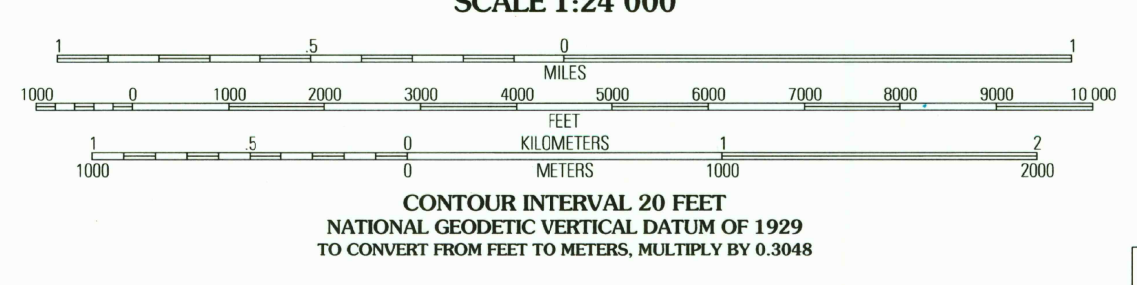 SCALE 1:24 000
1 .5 0 1
MILES
1000 0 1000 2000 3000 4000 5000 6000 7000 8000 9000 10 000
FEET
1 .5 0 KILOMETERS 1 2
1000 0 METERS 1000 2000
CONTOUR INTERVAL 20 FEET
NATIONAL GEODETIC VERTICAL DATUM OF 1929
TO CONVERT FROM FEET TO METERS, MULTIPLY BY 0.3048